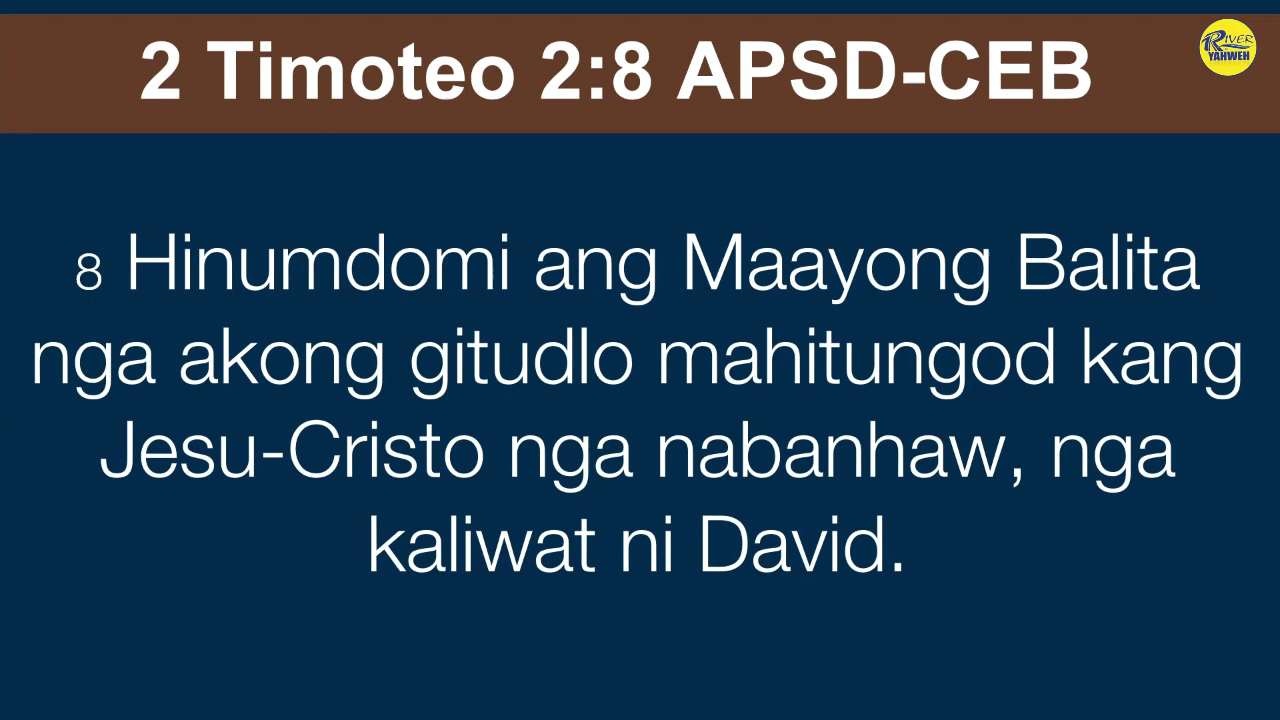 2 Timoteo 2:8 APSD-CEB
RIVER
YAHWEH
8 Hinumdomi ang Maayong Balita
nga akong gitudlo mahitungod kang
Jesu-Cristo nga nabanhaw, nga
kaliwat ni David.